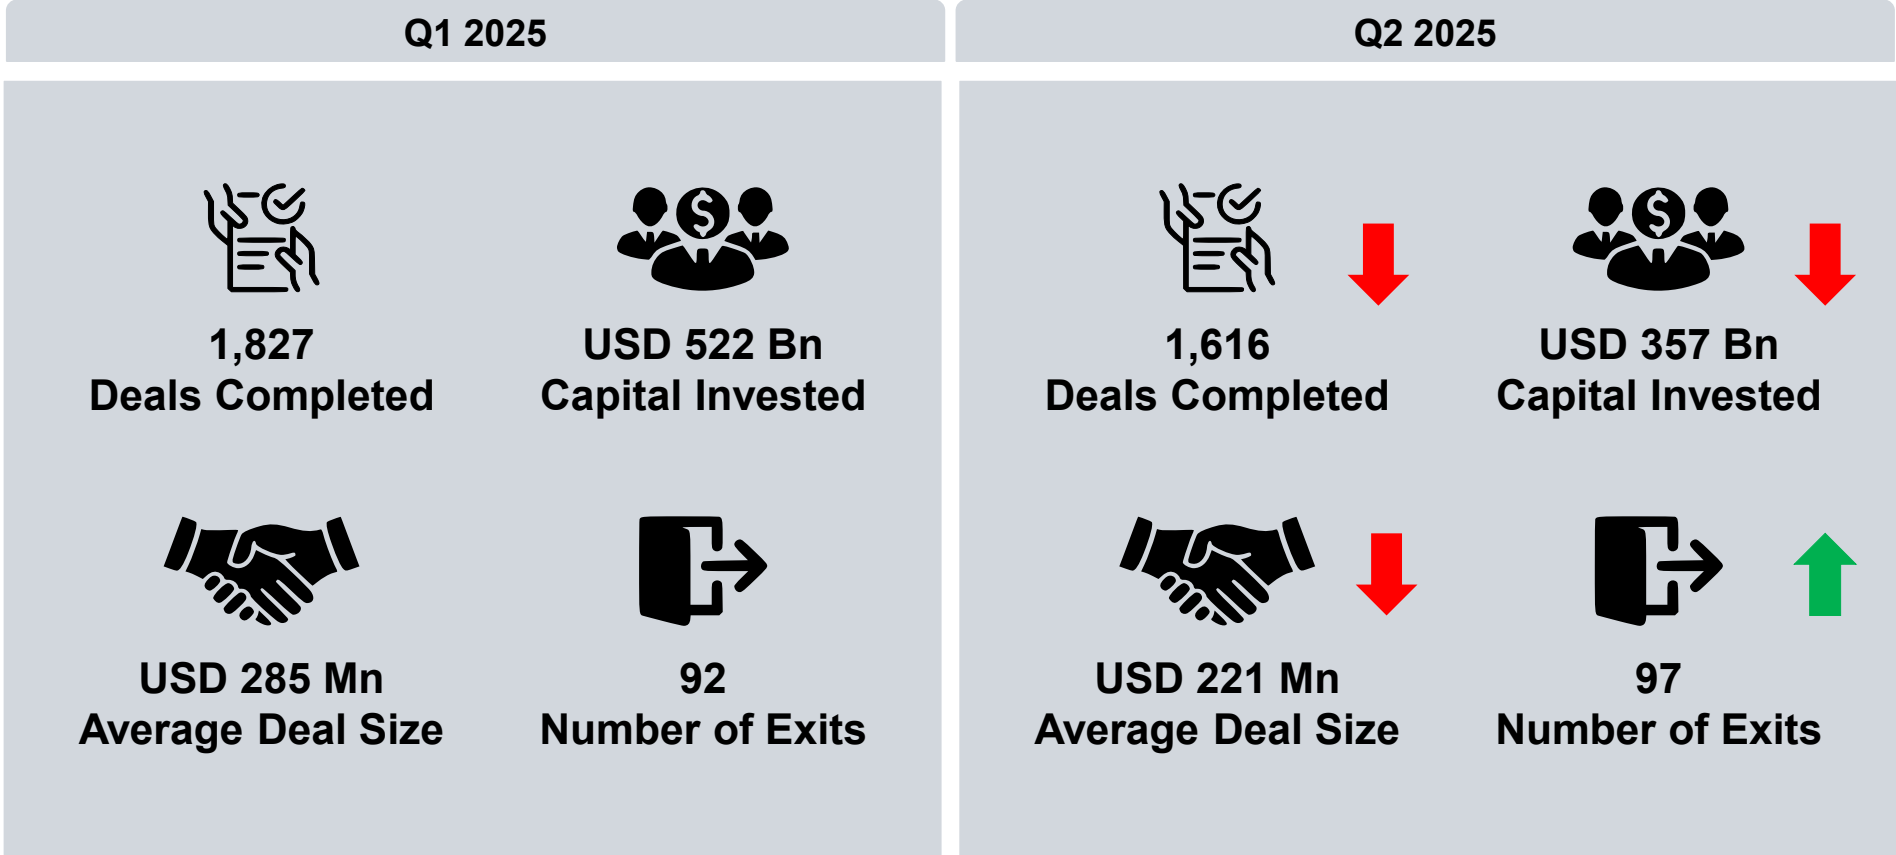 Q1 2025
1,827
Deals Completed
USD 522 Bn
Capital Invested
USD 285 Mn
Average Deal Size
92
Number of Exits
Q2 2025
1,616
Deals Completed
USD 357 Bn
Capital Invested
USD 221 Mn
Average Deal Size
97
Number of Exits